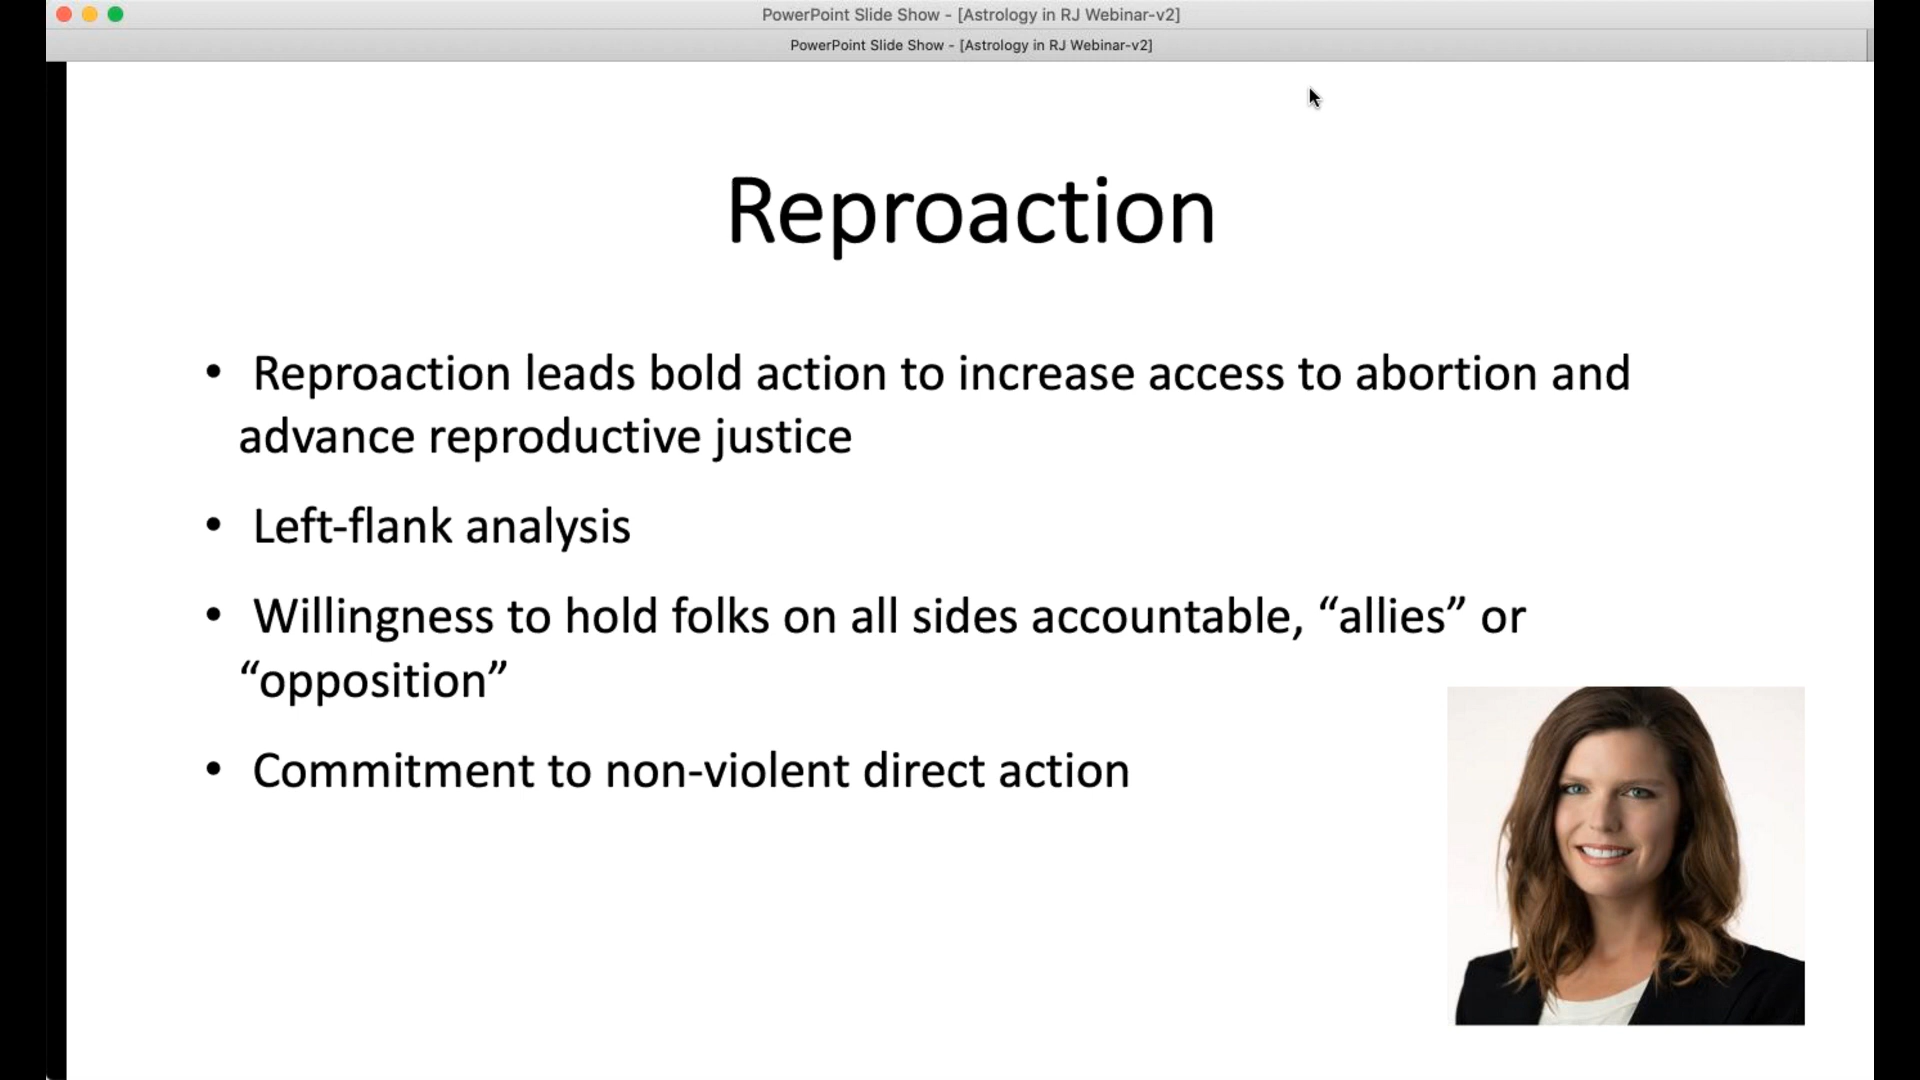 PowerPoint Slide Show - [Astrology in RJ Webinar-v2]
PowerPoint Slide Show - [Astrology in RJ Webinar-v2]
Reproaction
• Reproaction leads bold action to increase access to abortion and
advance reproductive justice
• Left-flank analysis
• Willingness to hold folks on all sides accountable, “allies” or
“opposition”
• Commitment to non-violent direct action